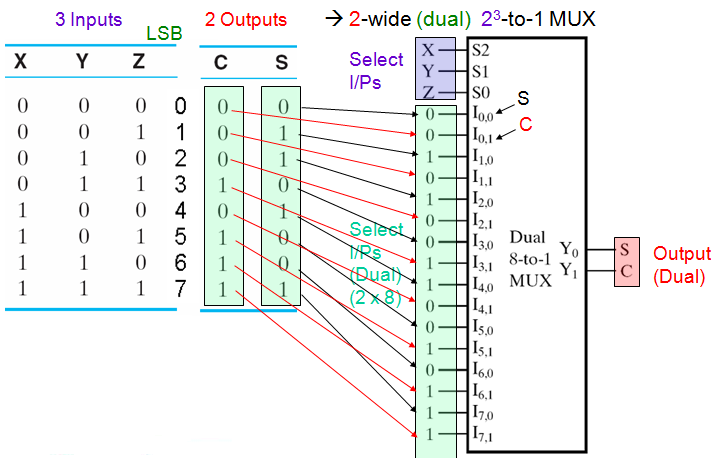 3 Inputs
LSB
2 Outputs
→ 2-wide (dual) 2³-to-1 MUX
X Y Z
C S
0 0 0 0 0 0
0 0 1 1 0 1
0 1 0 2 0 1
0 1 1 3 1 0
1 0 0 4 0 1
1 0 1 5 1 0
1 1 0 6 1 0
1 1 1 7 1 1
Select
I/Ps
X S2
Y S1
Z S0
0 I0,0 S
0 I0,1 C
1 I1,0
0 I1,1
1 I2,0
0 I2,1
0 I3,0
1 I3,1
1 I4,0
0 I4,1
0 I5,0
1 I5,1
0 I6,0
1 I6,1
1 I7,0
1 I7,1
Select
I/Ps
(Dual)
(2 x 8)
Dual
8-to-1
MUX
Y0 S
Y1 C
Output
(Dual)